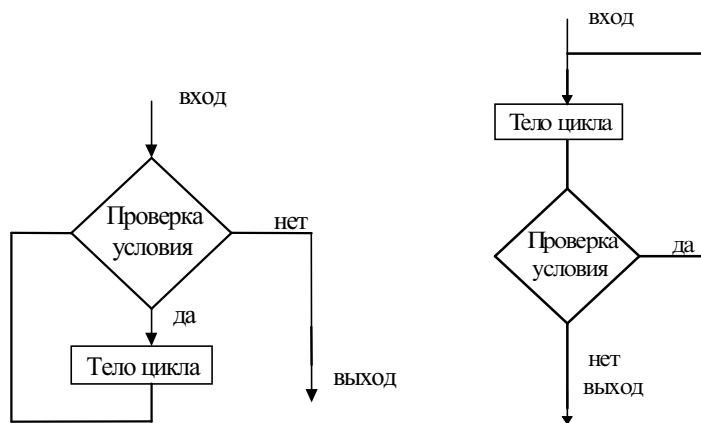 вход
Проверка
условия
нет
да
Тело цикла
выход
вход
Тело цикла
Проверка
условия
да
нет
выход